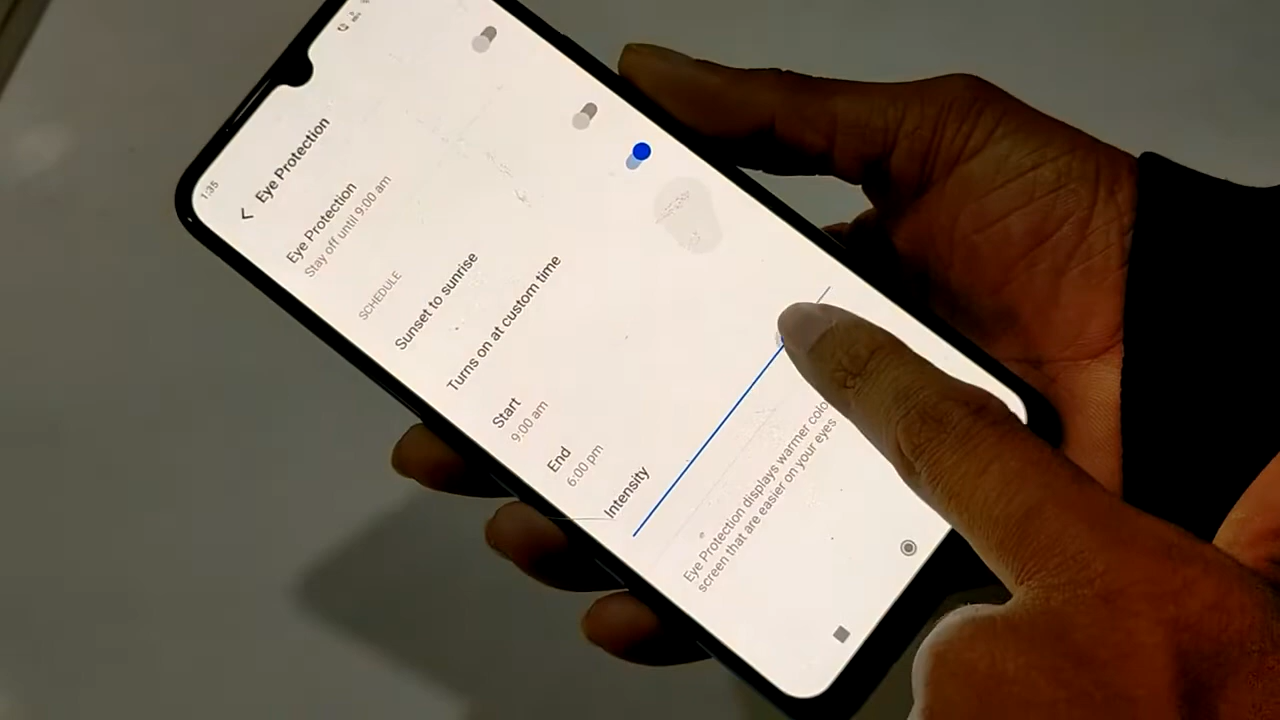 1:35
Eye Protection
Eye Protection
Stay off until 9.00 am
SCHEDULE
Sunset to sunrise
Turns on at custom time
Start
9.00 am
End
6:00 pm
Intensity
Eye Protection displays warmer
screen that are easier on your eyes